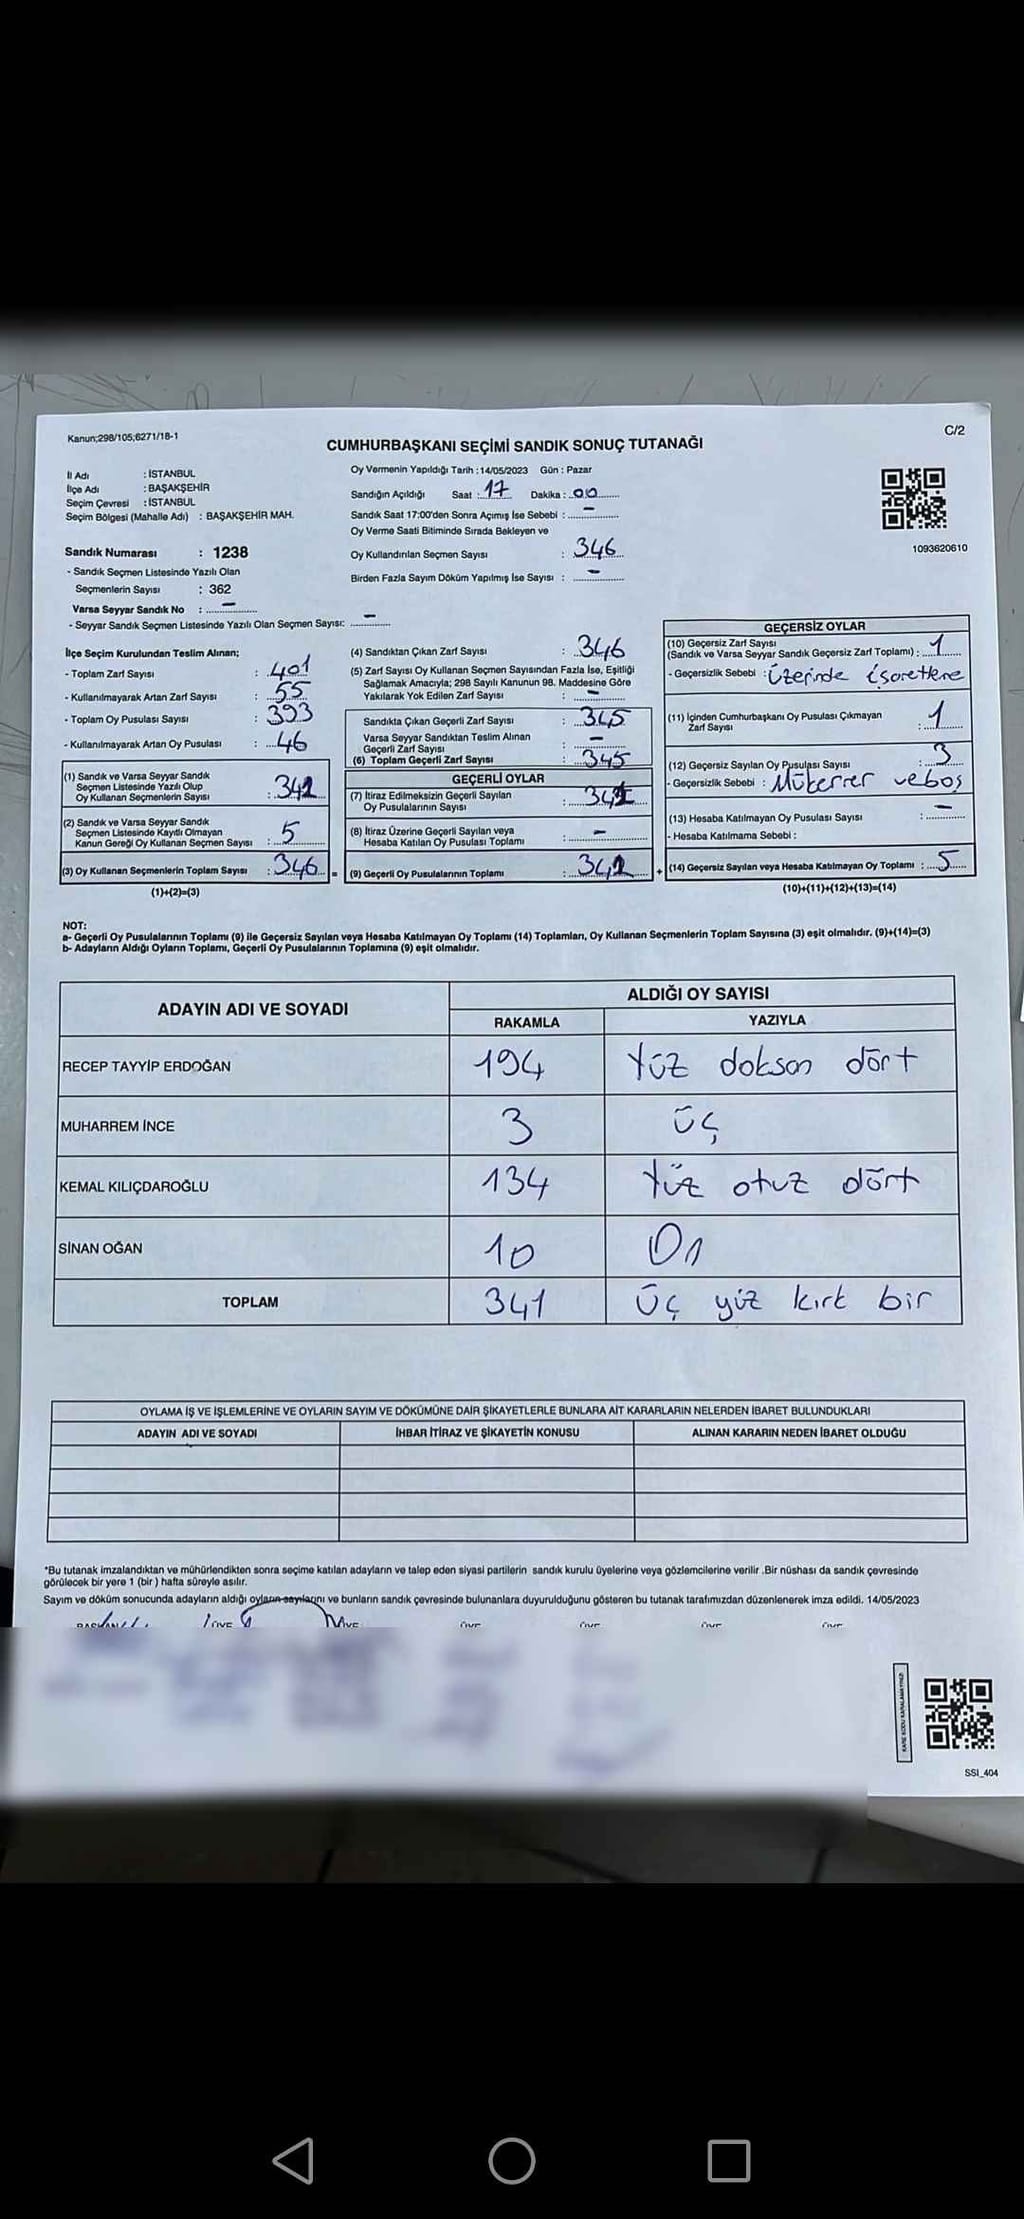 Kanun;298/105;6271/18-1
C/2
CUMHURBAŞKANI SEÇİMİ SANDIK SONUÇ TUTANAĞI
İl Adı : İSTANBUL
İlçe Adı : BAŞAKŞEHİR
Seçim Çevresi : İSTANBUL
Seçim Bölgesi (Mahalle Adı) : BAŞAKŞEHİR MAH.
Oy Vermenin Yapıldığı Tarih : 14/05/2023 Gün : Pazar
Sandığın Açıldığı Saat : 17 Dakika : 00
Sandık Saat 17:00'den Sonra Açımış İse Sebebi : –
Oy Verme Saati Bitiminde Sırada Bekleyen ve
Oy Kullandırılan Seçmen Sayısı : 346
Birden Fazla Sayım Döküm Yapılmış İse Sayısı : –
1093620610
Sandık Numarası : 1238
- Sandık Seçmen Listesinde Yazılı Olan
Seçmenlerin Sayısı : 362
Varsa Seyyar Sandık No : –
- Seyyar Sandık Seçmen Listesinde Yazılı Olan Seçmen Sayısı: –
İlçe Seçim Kurulundan Teslim Alınan;
- Toplam Zarf Sayısı : 401
- Kullanılmayarak Artan Zarf Sayısı : 55
- Toplam Oy Pusulası Sayısı : 393
- Kullanılmayarak Artan Oy Pusulası : 46
(1) Sandık ve Varsa Seyyar Sandık
Seçmen Listesinde Yazılı Olup
Oy Kullanan Seçmenlerin Sayısı : 341
(2) Sandık ve Varsa Seyyar Sandık
Seçmen Listesinde Kayıtlı Olmayan
Kanun Gereği Oy Kullanan Seçmen Sayısı : 5
(3) Oy Kullanan Seçmenlerin Toplam Sayısı : 346
(1)+(2)=(3)
(4) Sandıktan Çıkan Zarf Sayısı : 346
(5) Zarf Sayısı Oy Kullanan Seçmen Sayısından Fazla İse, Eşitliği
Sağlamak Amacıyla; 298 Sayılı Kanunun 98. Maddesine Göre
Yakılarak Yok Edilen Zarf Sayısı : –
Sandıkta Çıkan Geçerli Zarf Sayısı : 345
Varsa Seyyar Sandıktan Teslim Alınan
Geçerli Zarf Sayısı : –
(6) Toplam Geçerli Zarf Sayısı : 345
GEÇERLİ OYLAR
(7) İtiraz Edilmeksizin Geçerli Sayılan
Oy Pusulalarının Sayısı : 341
(8) İtiraz Üzerine Geçerli Sayılan veya
Hesaba Katılan Oy Pusulası Toplamı : –
(9) Geçerli Oy Pusulalarının Toplamı : 341
GEÇERSİZ OYLAR
(10) Geçersiz Zarf Sayısı
(Sandık ve Varsa Seyyar Sandık Geçersiz Zarf Toplamı) : 1
- Geçersizlik Sebebi : üzerinde işaretleme
(11) İçinden Cumhurbaşkanı Oy Pusulası Çıkmayan
Zarf Sayısı : 1
(12) Geçersiz Sayılan Oy Pusulası Sayısı : 3
- Geçersizlik Sebebi : Mükerrer ve boş
(13) Hesaba Katılmayan Oy Pusulası Sayısı : –
- Hesaba Katılmama Sebebi :
(14) Geçersiz Sayılan veya Hesaba Katılmayan Oy Toplamı : 5
(10)+(11)+(12)+(13)=(14)
NOT:
a- Geçerli Oy Pusulalarının Toplamı (9) ile Geçersiz Sayılan veya Hesaba Katılmayan Oy Toplamı (14) Toplamları, Oy Kullanan Seçmenlerin Toplam Sayısına (3) eşit olmalıdır. (9)+(14)=(3)
b- Adayların Aldığı Oyların Toplamı, Geçerli Oy Pusulalarının Toplamına (9) eşit olmalıdır.
ADAYIN ADI VE SOYADI
ALDIĞI OY SAYISI
RAKAMLA YAZIYLA
RECEP TAYYİP ERDOĞAN 194 Yüz doksan dört
MUHARREM İNCE 3 üç
KEMAL KILIÇDAROĞLU 134 Yüz otuz dört
SİNAN OĞAN 10 On
TOPLAM 341 Üç yüz kırk bir
OYLAMA İŞ VE İŞLEMLERİNE VE OYLARIN SAYIM VE DÖKÜMÜNE DAİR ŞİKAYETLERLE BUNLARA AİT KARARLARIN NELERDEN İBARET BULUNDUKLARI
ADAYIN ADI VE SOYADI İHBAR İTİRAZ VE ŞİKAYETİN KONUSU ALINAN KARARIN NEDEN İBARET OLDUĞU
*Bu tutanak imzalandıktan ve mühürlendikten sonra seçime katılan adayların ve talep eden siyasi partilerin sandık kurulu üyelerine veya gözlemcilerine verilir .Bir nüshası da sandık çevresinde
görülecek bir yere 1 (bir ) hafta süreyle asılır.
Sayım ve döküm sonucunda adayların aldığı oyların sayılarını ve bunların sandık çevresinde bulunanlara duyurulduğunu gösteren bu tutanak tarafımızdan düzenlenerek imza edildi. 14/05/2023
BAŞKAN ÜYE ÜYE ÜYE ÜYE ÜYE ÜYE
SSI_404